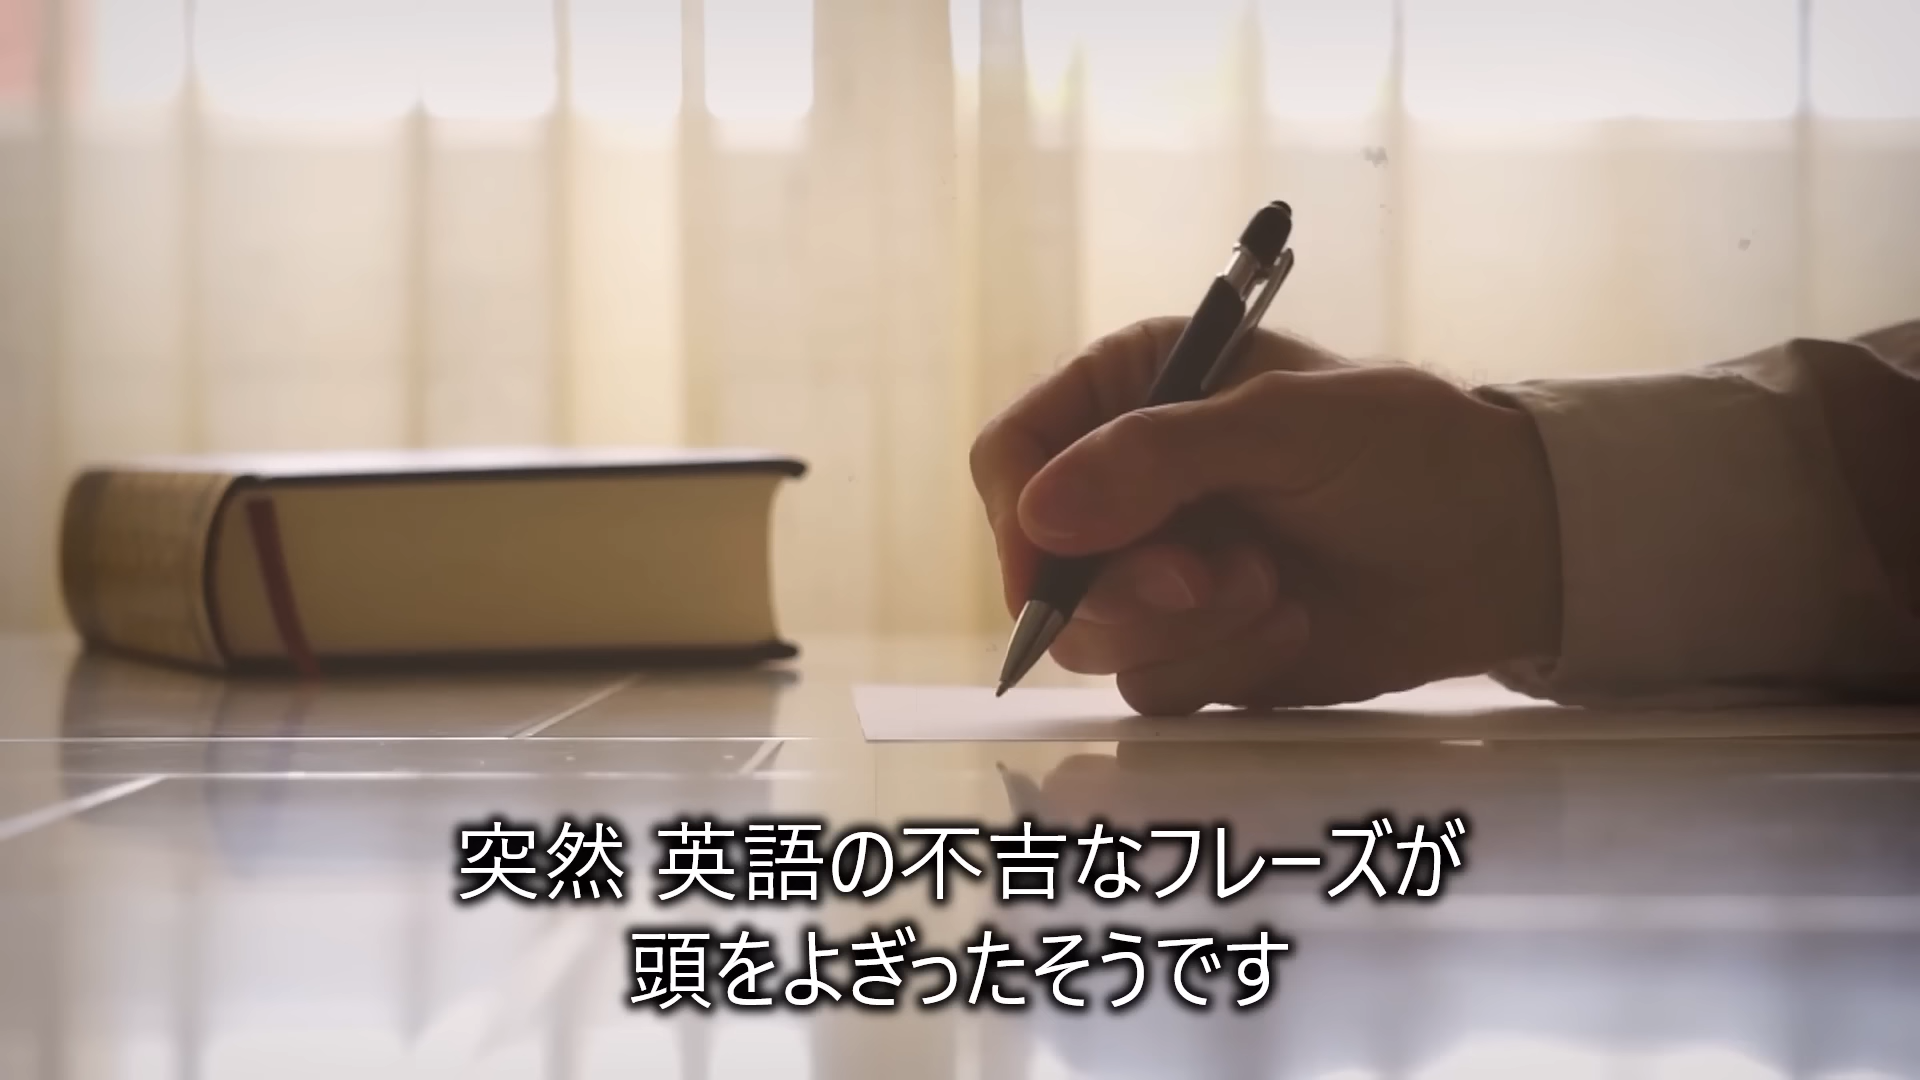 突然 英語の不吉なフレーズが
頭をよぎったそうです